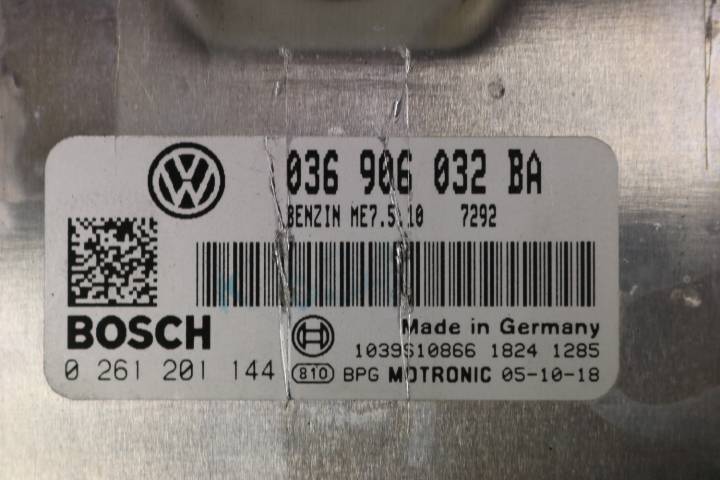 036 906 032 BA
BENZIN ME7.5.10 7292
BOSCH
0 261 201 144
Made in Germany
1039S10866 1824 1285
810 BPG MOTRONIC 05-10-18